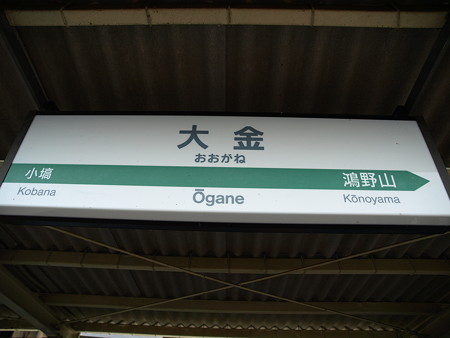 大金
おおがね
小塙
鴻野山
Kobana
Ōgane
Kōnoyama